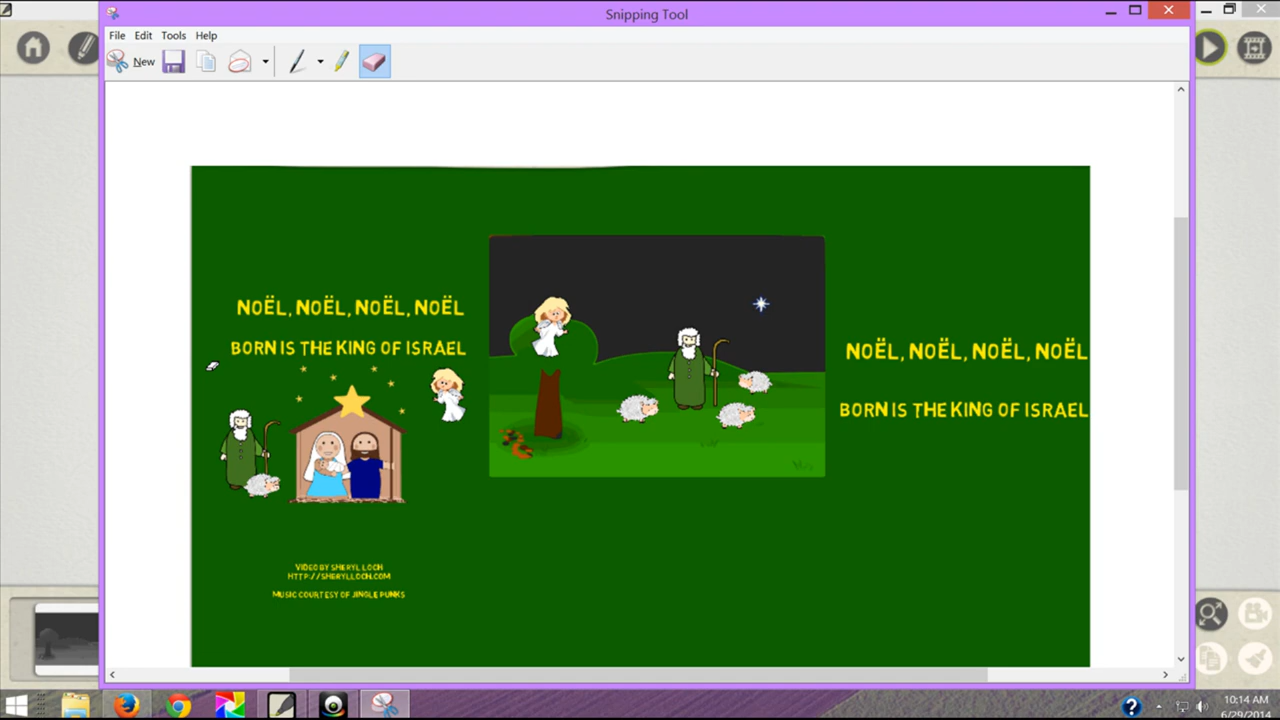 Snipping Tool
File Edit Tools Help
New
NOËL, NOËL, NOËL, NOËL
BORN IS THE KING OF ISRAEL
NOËL, NOËL, NOËL, NOËL
BORN IS THE KING OF ISRAEL
VIDEO BY SHERYL LOCH
HTTP://SHERYLLOCH.COM
MUSIC COURTESY OF JINGLE PUNKS
10:14 AM
6/29/2014